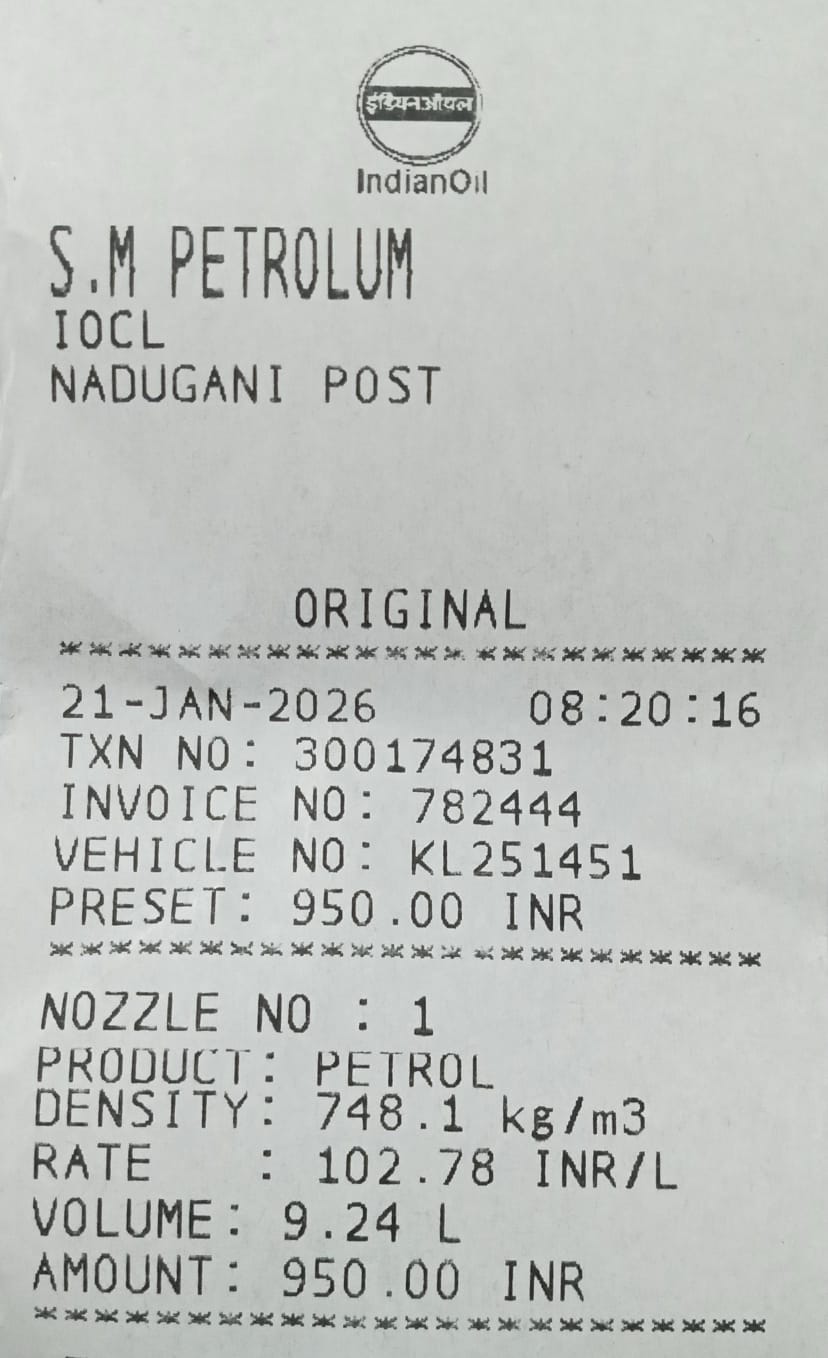 इंडियनऑयल
IndianOil
S.M PETROLUM
IOCL
NADUGANI POST
ORIGINAL
************************
21-JAN-2026 08:20:16
TXN NO: 300174831
INVOICE NO: 782444
VEHICLE NO: KL251451
PRESET: 950.00 INR
************************
NOZZLE NO : 1
PRODUCT: PETROL
DENSITY: 748.1 kg/m3
RATE : 102.78 INR/L
VOLUME: 9.24 L
AMOUNT: 950.00 INR
************************